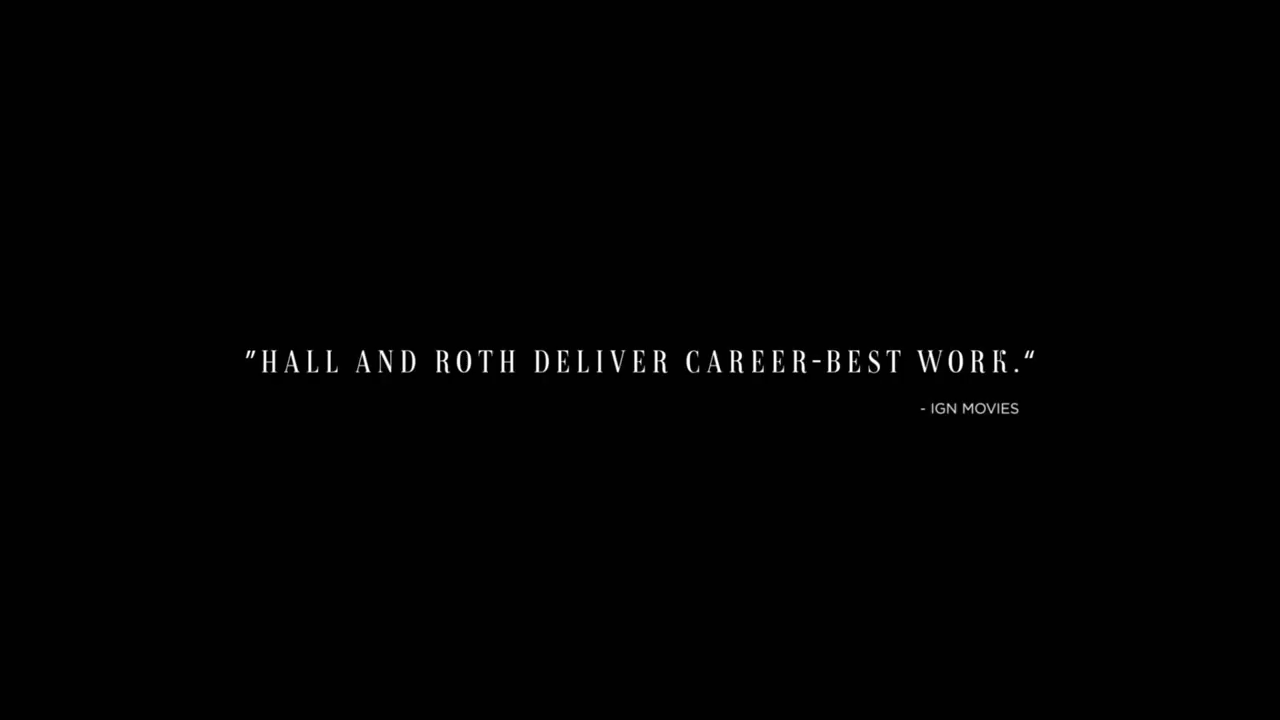 "HALL AND ROTH DELIVER CAREER-BEST WORK."
- IGN MOVIES